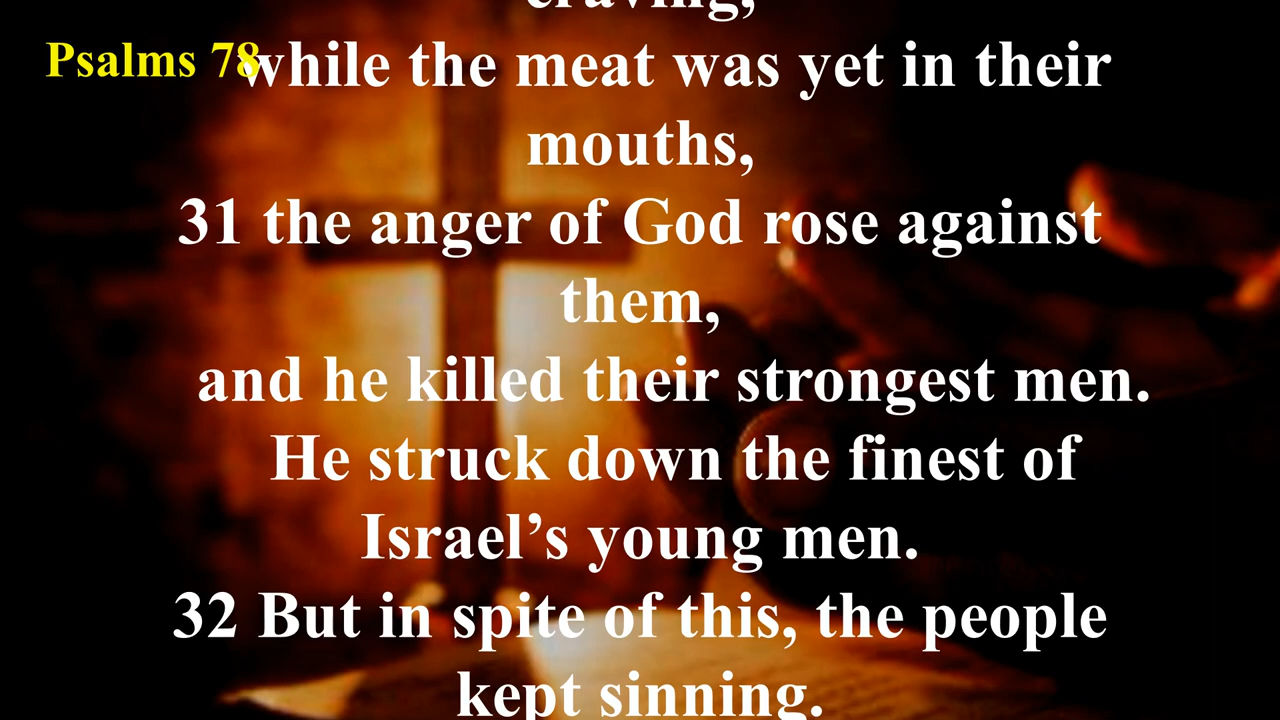 craving,
Psalms 78
while the meat was yet in their
mouths,
31 the anger of God rose against
them,
and he killed their strongest men.
He struck down the finest of
Israel’s young men.
32 But in spite of this, the people
kept sinning.